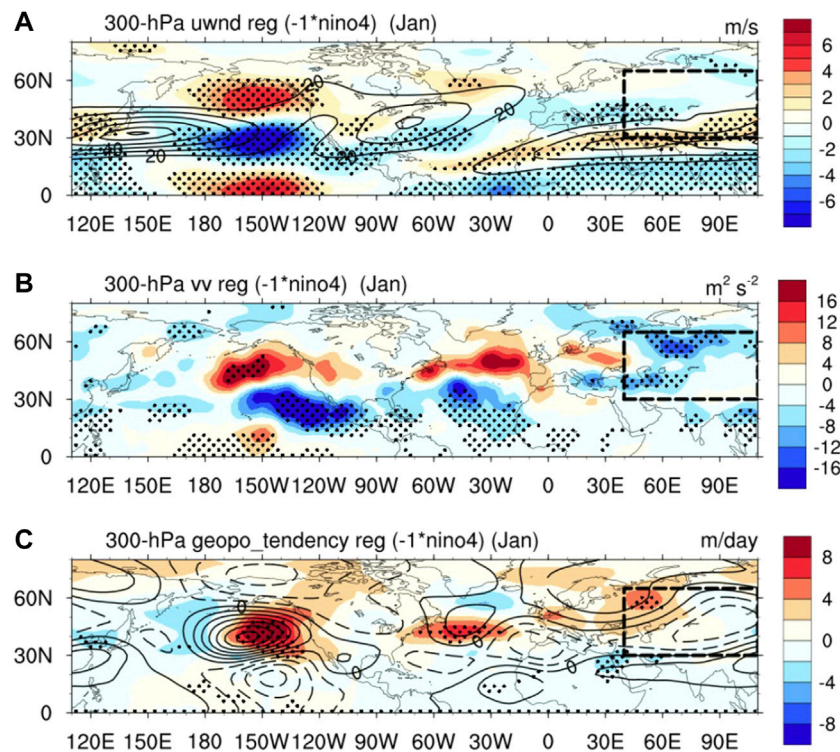 A 300-hPa uwnd reg (-1*nino4) (Jan) m/s
60N
30N
0
20
20
40
20
20
6
4
2
0
-2
-4
-6
120E 150E 180 150W 120W 90W 60W 30W 0 30E 60E 90E
B 300-hPa vv reg (-1*nino4) (Jan) m² s⁻²
60N
30N
0
16
12
8
4
0
-4
-8
-12
-16
120E 150E 180 150W 120W 90W 60W 30W 0 30E 60E 90E
C 300-hPa geopo_tendency reg (-1*nino4) (Jan) m/day
60N
30N
0
0
0
0
0
8
4
2
0
-2
-4
-8
120E 150E 180 150W 120W 90W 60W 30W 0 30E 60E 90E